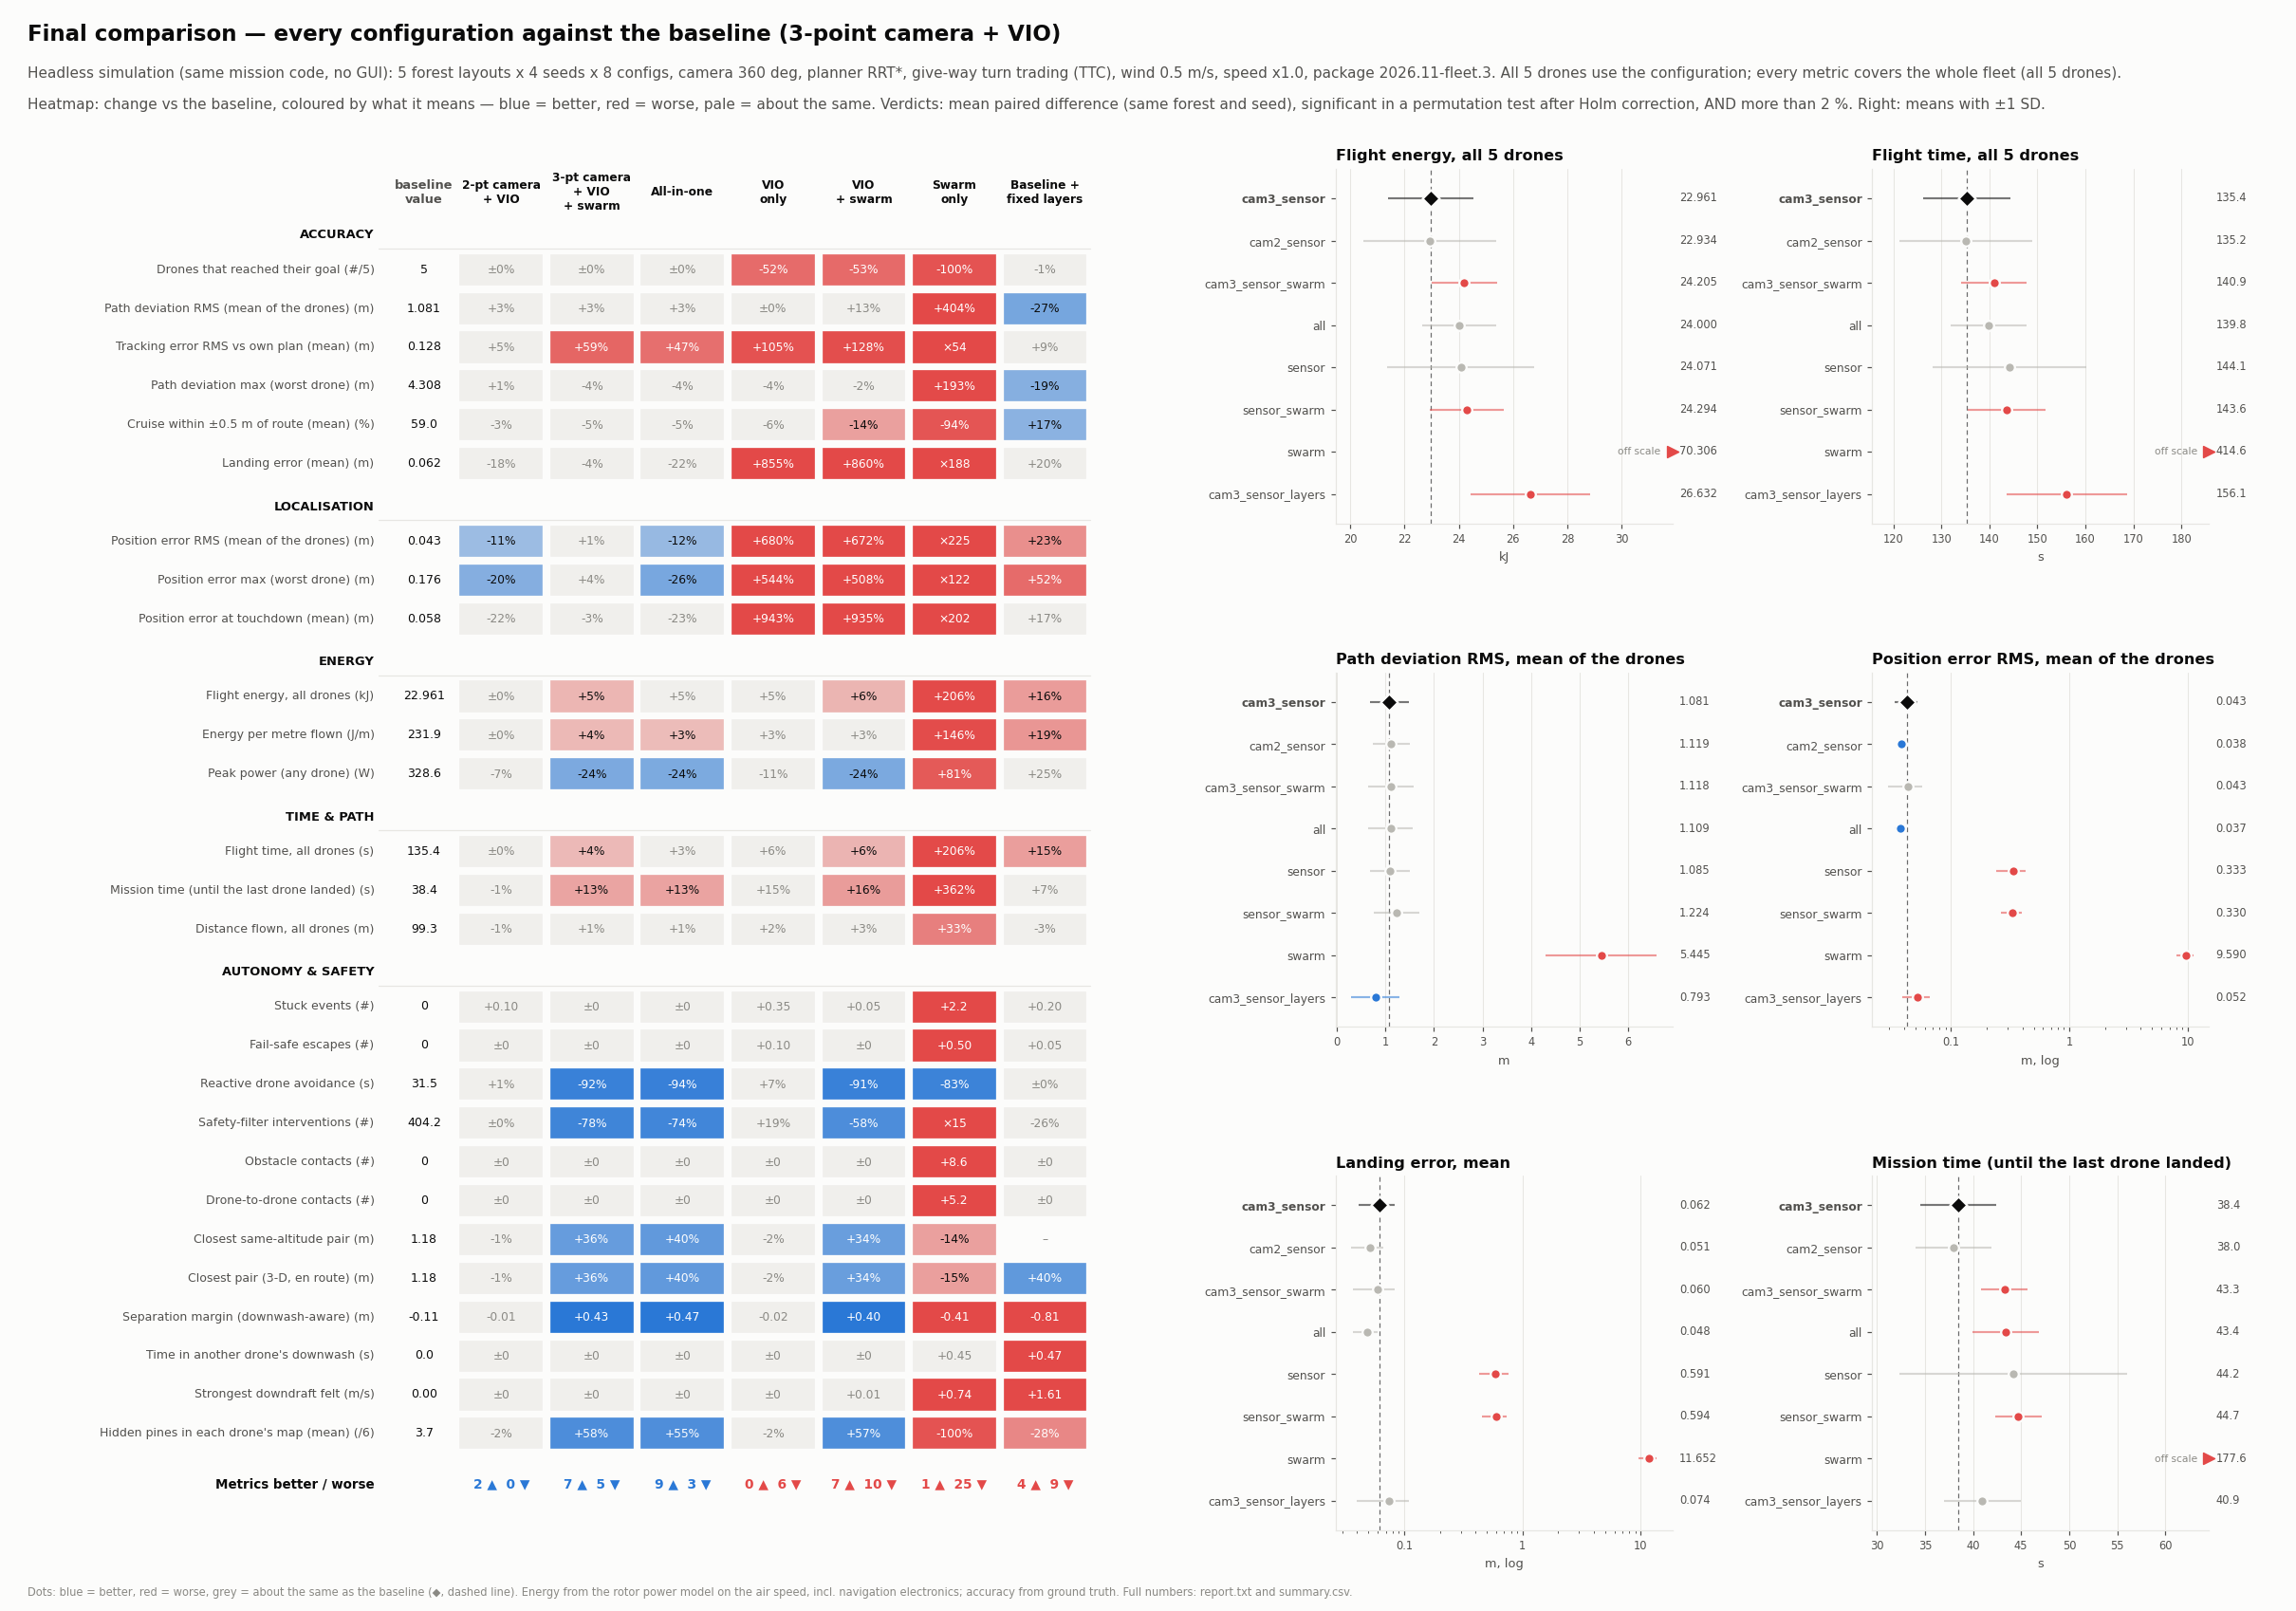 Final comparison — every configuration against the baseline (3-point camera + VIO)
Headless simulation (same mission code, no GUI): 5 forest layouts x 4 seeds x 8 configs, camera 360 deg, planner RRT*, give-way turn trading (TTC), wind 0.5 m/s, speed x1.0, package 2026.11-fleet.3. All 5 drones use the configuration; every metric covers the whole fleet (all 5 drones).
Heatmap: change vs the baseline, coloured by what it means — blue = better, red = worse, pale = about the same. Verdicts: mean paired difference (same forest and seed), significant in a permutation test after Holm correction, AND more than 2 %. Right: means with ±1 SD.
baseline value 2-pt camera + VIO 3-pt camera + VIO + swarm All-in-one VIO only VIO + swarm Swarm only Baseline + fixed layers
ACCURACY
Drones that reached their goal (#/5) 5 ±0% ±0% ±0% -52% -53% -100% -1%
Path deviation RMS (mean of the drones) (m) 1.081 +3% +3% +3% ±0% +13% +404% -27%
Tracking error RMS vs own plan (mean) (m) 0.128 +5% +59% +47% +105% +128% ×54 +9%
Path deviation max (worst drone) (m) 4.308 +1% -4% -4% -4% -2% +193% -19%
Cruise within ±0.5 m of route (mean) (%) 59.0 -3% -5% -5% -6% -14% -94% +17%
Landing error (mean) (m) 0.062 -18% -4% -22% +855% +860% ×188 +20%
LOCALISATION
Position error RMS (mean of the drones) (m) 0.043 -11% +1% -12% +680% +672% ×225 +23%
Position error max (worst drone) (m) 0.176 -20% +4% -26% +544% +508% ×122 +52%
Position error at touchdown (mean) (m) 0.058 -22% -3% -23% +943% +935% ×202 +17%
ENERGY
Flight energy, all drones (kJ) 22.961 ±0% +5% +5% +5% +6% +206% +16%
Energy per metre flown (J/m) 231.9 ±0% +4% +3% +3% +3% +146% +19%
Peak power (any drone) (W) 328.6 -7% -24% -24% -11% -24% +81% +25%
TIME & PATH
Flight time, all drones (s) 135.4 ±0% +4% +3% +6% +6% +206% +15%
Mission time (until the last drone landed) (s) 38.4 -1% +13% +13% +15% +16% +362% +7%
Distance flown, all drones (m) 99.3 -1% +1% +1% +2% +3% +33% -3%
AUTONOMY & SAFETY
Stuck events (#) 0 +0.10 ±0 ±0 +0.35 +0.05 +2.2 +0.20
Fail-safe escapes (#) 0 ±0 ±0 ±0 +0.10 ±0 +0.50 +0.05
Reactive drone avoidance (s) 31.5 +1% -92% -94% +7% -91% -83% ±0%
Safety-filter interventions (#) 404.2 ±0% -78% -74% +19% -58% ×15 -26%
Obstacle contacts (#) 0 ±0 ±0 ±0 ±0 ±0 +8.6 ±0
Drone-to-drone contacts (#) 0 ±0 ±0 ±0 ±0 ±0 +5.2 ±0
Closest same-altitude pair (m) 1.18 -1% +36% +40% -2% +34% -14% –
Closest pair (3-D, en route) (m) 1.18 -1% +36% +40% -2% +34% -15% +40%
Separation margin (downwash-aware) (m) -0.11 -0.01 +0.43 +0.47 -0.02 +0.40 -0.41 -0.81
Time in another drone's downwash (s) 0.0 ±0 ±0 ±0 ±0 ±0 +0.45 +0.47
Strongest downdraft felt (m/s) 0.00 ±0 ±0 ±0 ±0 +0.01 +0.74 +1.61
Hidden pines in each drone's map (mean) (/6) 3.7 -2% +58% +55% -2% +57% -100% -28%
Metrics better / worse 2 ▲ 0 ▼ 7 ▲ 5 ▼ 9 ▲ 3 ▼ 0 ▲ 6 ▼ 7 ▲ 10 ▼ 1 ▲ 25 ▼ 4 ▲ 9 ▼
Flight energy, all 5 drones
cam3_sensor 22.961
cam2_sensor 22.934
cam3_sensor_swarm 24.205
all 24.000
sensor 24.071
sensor_swarm 24.294
swarm off scale 70.306
cam3_sensor_layers 26.632
20 22 24 26 28 30
kJ
Flight time, all 5 drones
cam3_sensor 135.4
cam2_sensor 135.2
cam3_sensor_swarm 140.9
all 139.8
sensor 144.1
sensor_swarm 143.6
swarm off scale 414.6
cam3_sensor_layers 156.1
120 130 140 150 160 170 180
s
Path deviation RMS, mean of the drones
cam3_sensor 1.081
cam2_sensor 1.119
cam3_sensor_swarm 1.118
all 1.109
sensor 1.085
sensor_swarm 1.224
swarm 5.445
cam3_sensor_layers 0.793
0 1 2 3 4 5 6
m
Position error RMS, mean of the drones
cam3_sensor 0.043
cam2_sensor 0.038
cam3_sensor_swarm 0.043
all 0.037
sensor 0.333
sensor_swarm 0.330
swarm 9.590
cam3_sensor_layers 0.052
0.1 1 10
m, log
Landing error, mean
cam3_sensor 0.062
cam2_sensor 0.051
cam3_sensor_swarm 0.060
all 0.048
sensor 0.591
sensor_swarm 0.594
swarm 11.652
cam3_sensor_layers 0.074
0.1 1 10
m, log
Mission time (until the last drone landed)
cam3_sensor 38.4
cam2_sensor 38.0
cam3_sensor_swarm 43.3
all 43.4
sensor 44.2
sensor_swarm 44.7
swarm off scale 177.6
cam3_sensor_layers 40.9
30 35 40 45 50 55 60
s
Dots: blue = better, red = worse, grey = about the same as the baseline (◆, dashed line). Energy from the rotor power model on the air speed, incl. navigation electronics; accuracy from ground truth. Full numbers: report.txt and summary.csv.